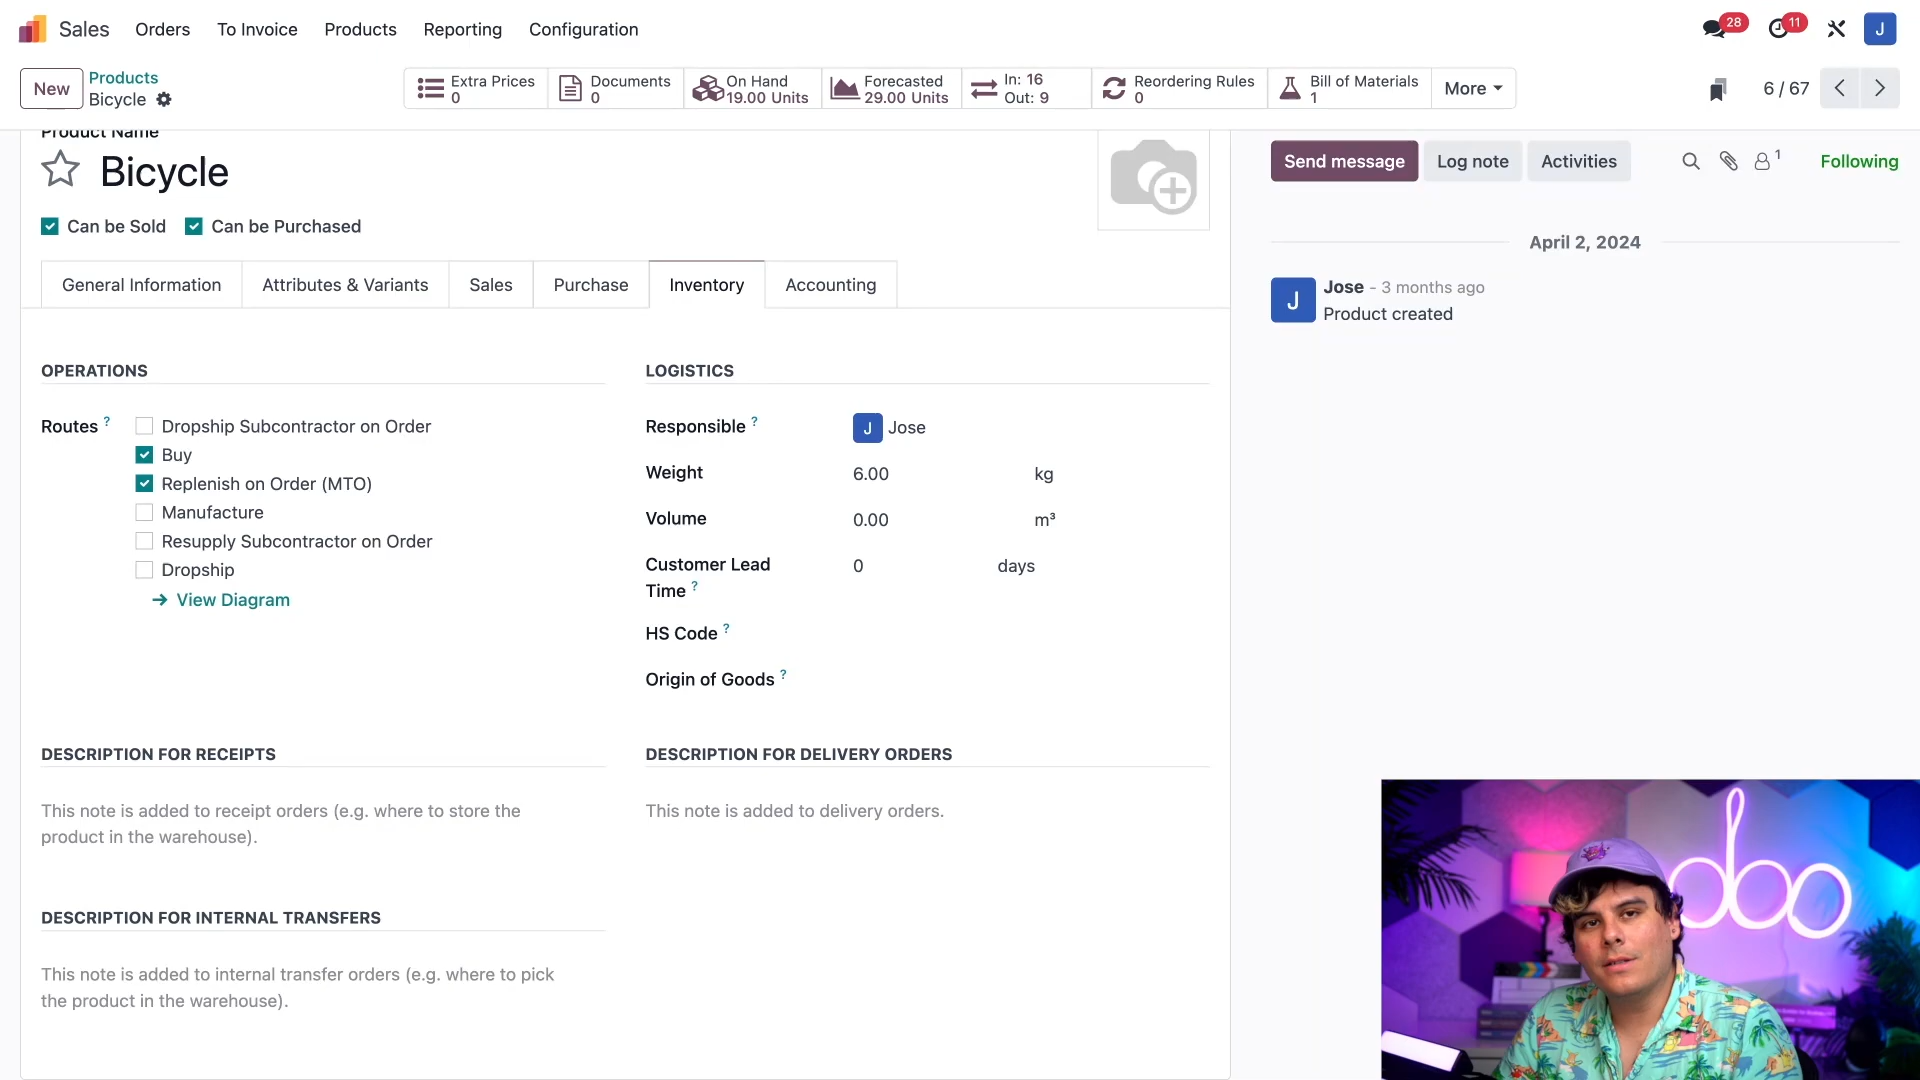 Sales Orders To Invoice Products Reporting Configuration 28 11 J
New Products
Bicycle
Extra Prices
0
Documents
0
On Hand
19.00 Units
Forecasted
29.00 Units
In: 16
Out: 9
Reordering Rules
0
Bill of Materials
1
More
6 / 67
Product Name
Bicycle
Can be Sold Can be Purchased
General Information Attributes & Variants Sales Purchase Inventory Accounting
OPERATIONS
Routes ?
Dropship Subcontractor on Order
Buy
Replenish on Order (MTO)
Manufacture
Resupply Subcontractor on Order
Dropship
View Diagram
LOGISTICS
Responsible ? J Jose
Weight 6.00 kg
Volume 0.00 m³
Customer Lead
Time ? 0 days
HS Code ?
Origin of Goods ?
DESCRIPTION FOR RECEIPTS
This note is added to receipt orders (e.g. where to store the
product in the warehouse).
DESCRIPTION FOR DELIVERY ORDERS
This note is added to delivery orders.
DESCRIPTION FOR INTERNAL TRANSFERS
This note is added to internal transfer orders (e.g. where to pick
the product in the warehouse).
Send message Log note Activities 1 Following
April 2, 2024
J Jose - 3 months ago
Product created
odoo